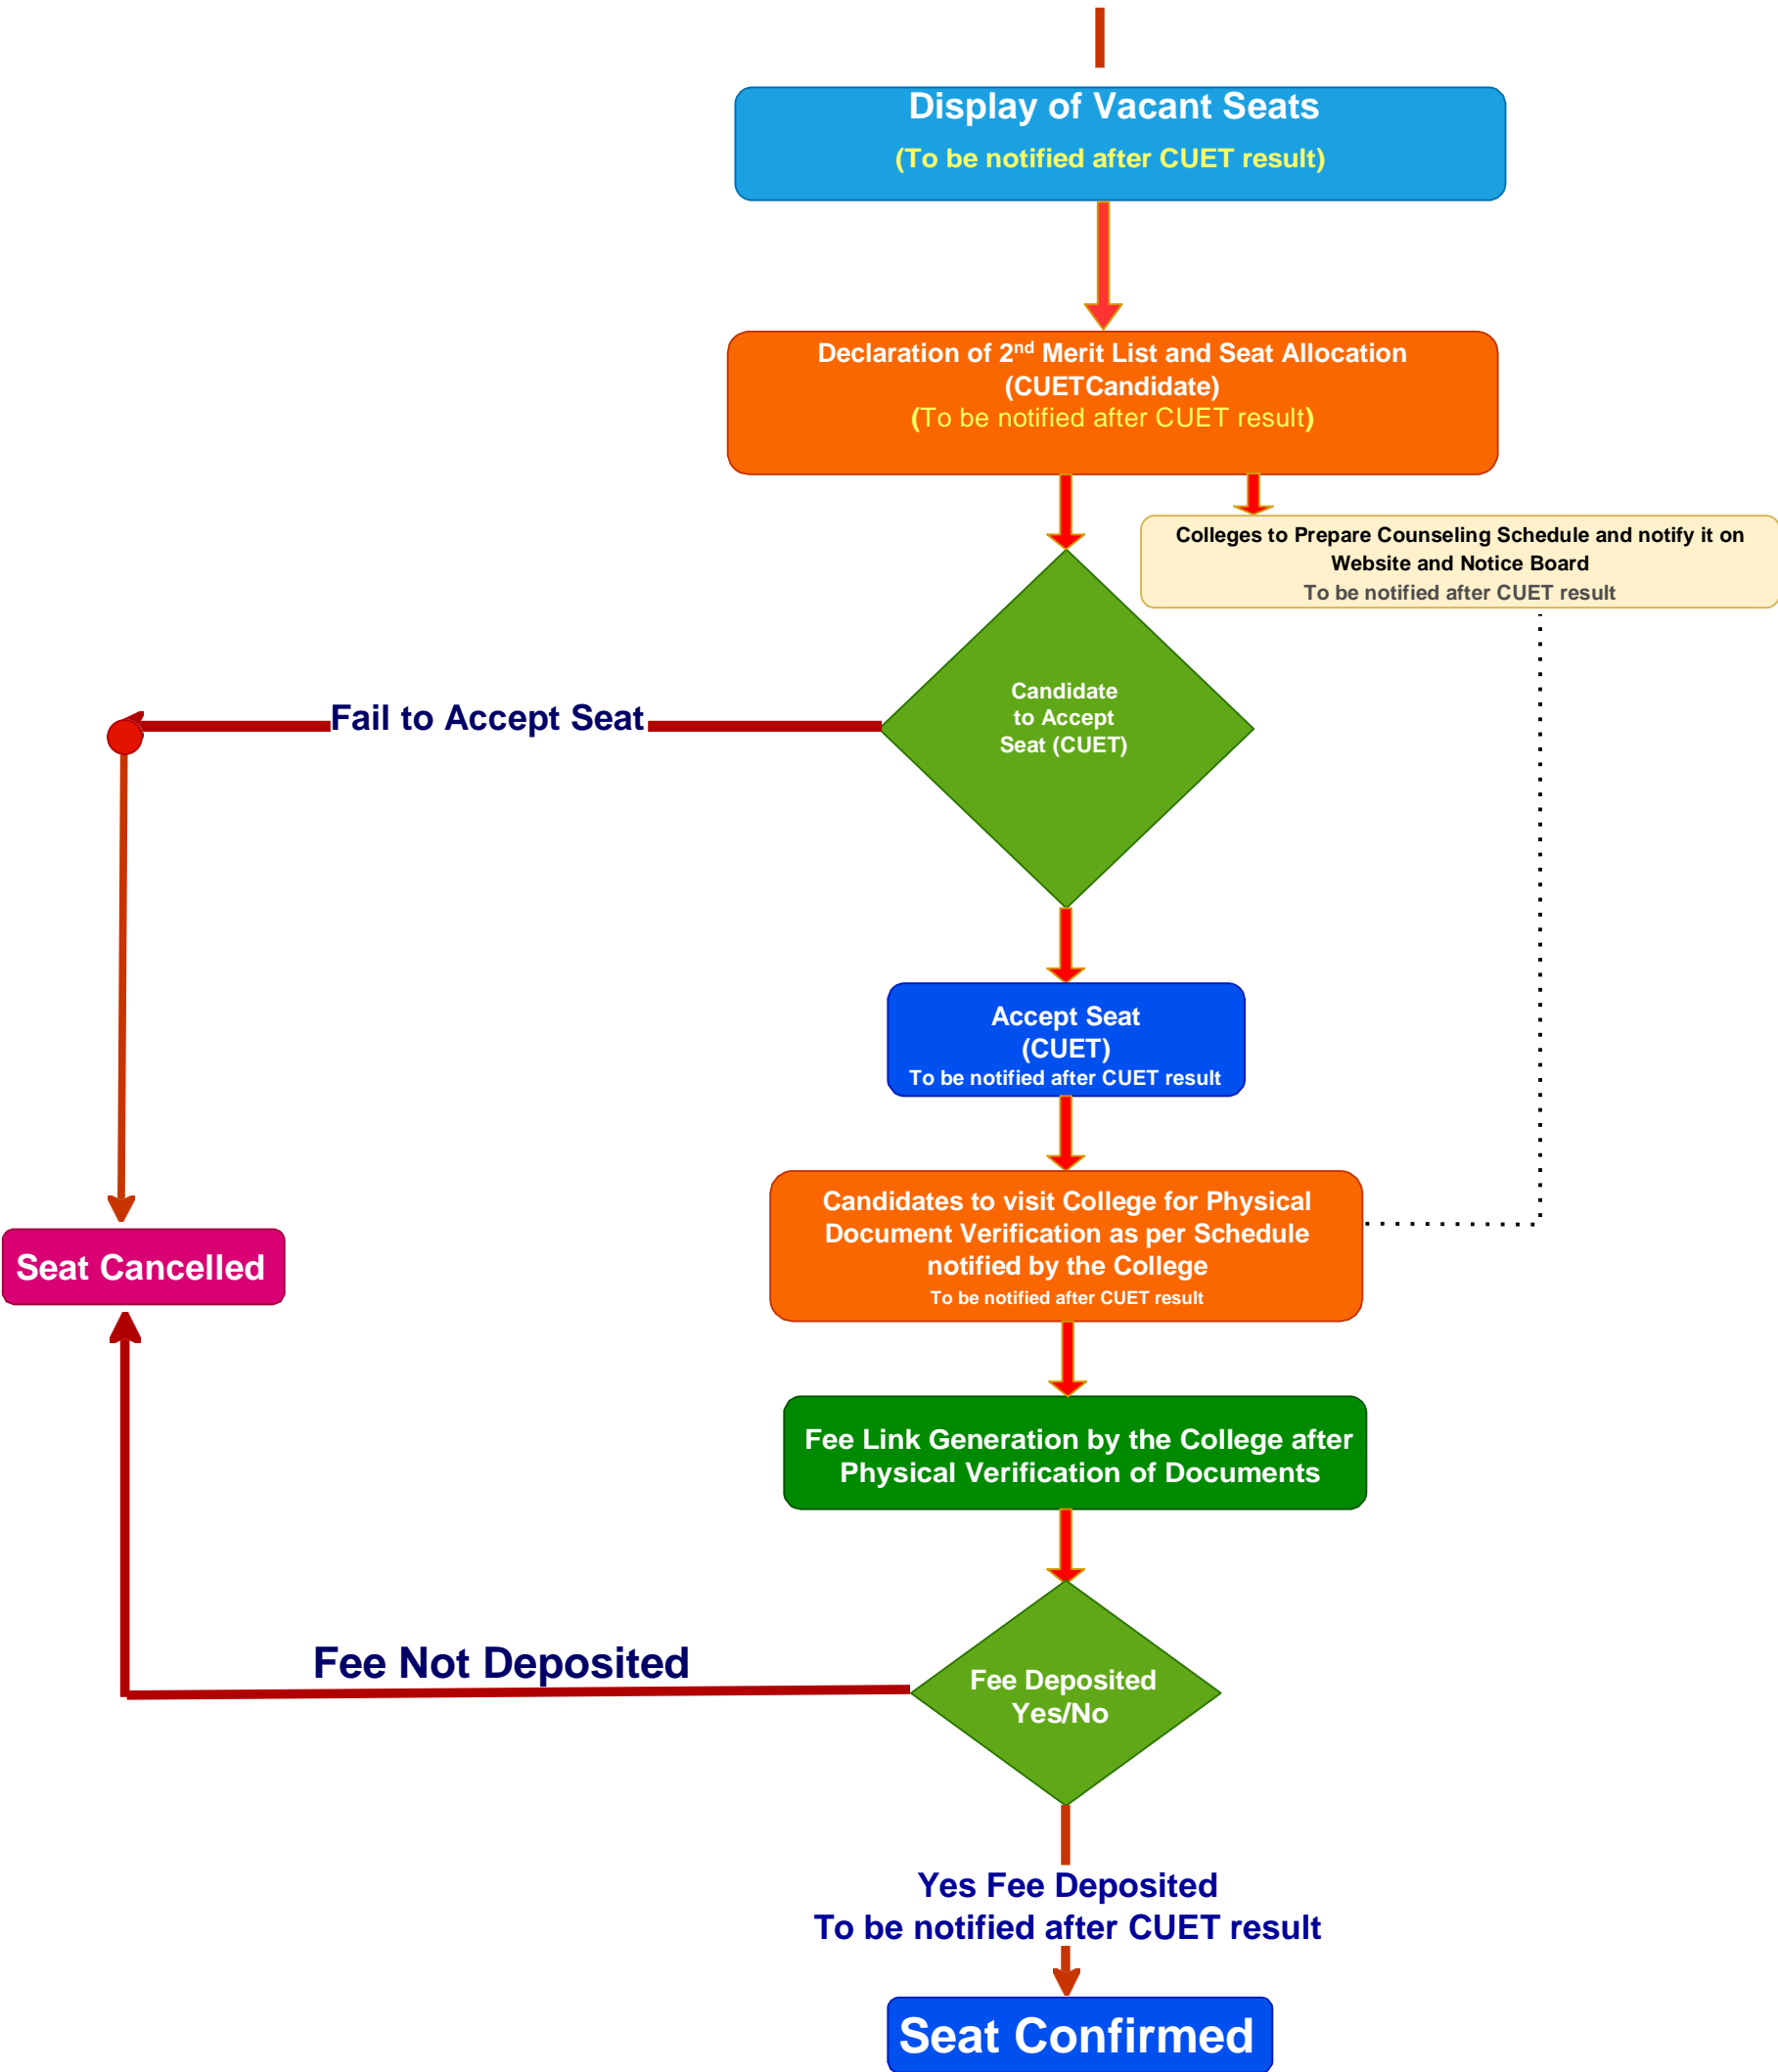 Display of Vacant Seats
(To be notified after CUET result)
Declaration of 2nd Merit List and Seat Allocation
(CUETCandidate)
(To be notified after CUET result)
Colleges to Prepare Counseling Schedule and notify it on
Website and Notice Board
To be notified after CUET result
Candidate
to Accept
Seat (CUET)
Fail to Accept Seat
Accept Seat
(CUET)
To be notified after CUET result
Candidates to visit College for Physical
Document Verification as per Schedule
notified by the College
To be notified after CUET result
Seat Cancelled
Fee Link Generation by the College after
Physical Verification of Documents
Fee Not Deposited
Fee Deposited
Yes/No
Yes Fee Deposited
To be notified after CUET result
Seat Confirmed